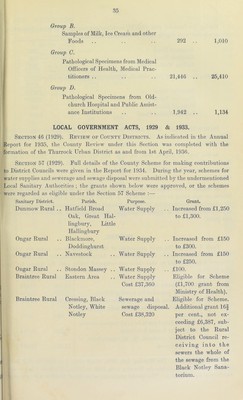 35
Group B.
Samples of Milk, Ice Cream and other
Foods .. .. .. 292 .. 1,010
Group C.
Pathological Specimens from Medical
Officers of Health, Medical Prac-
titioners .. .. .. 21,446 .. 25,410
Group D.
Pathological Specimens from Old-
church Hospital and Public Assist-
ance Institutions .. .. 1,942 .. 1,134
LOCAL GOVERNMENT ACTS, 1929 & 1933.
SECTION 46 (1929). REVIEW OF COUNTY DISTRICTS. As indicated in the Annual
Report for 1935, the County Review under this Section was completed with the
formation of the Thurrock Urban District as and from 1st April, 1936.
SECTION 57 (1929). Full details of the County Scheme for making contributions
to District Councils were given in the Report for 1934. During the year, schemes for
water supplies and sewerage and sewage disposal were submitted by the undermentioned
Local Sanitary Authorities; the grants shown below were approved, or the schemes
were regarded as eligible under the Section 57 Scheme :—
Sanitary District. Parish. Purpose. Grant.
Dunmow Rural .. Hatfield Broad Water Supply .. Increased from £1,250
Oak, Great Hal- to £1,300.
lingbury, Little
Hallingbury
Ongar Rural .. Blackmore, Water Supply .. Increased from £150
Doddinghurst to £300.
Ongar Rural .. Navestock .. Water Supply .. Increased from £150
to £250.
Ongar Rural .. Stondon Massey .. Water Supply .. £100.
Braintree Rural Eastern Area .. Water Supply Eligible for Scheme
Cost £37,360 (£1,700 grant from
Ministry of Health).
Braintree Rural Cressing, Black Sewerage and Eligible for Scheme.
Notley, White sewage disposal. Additional grant 16⅔
Notley Cost £39,320 per cent., not ex-
ceeding £6,587, sub-
ject to the Rural
District Council re-
ceiving into the
sewers the whole of
the sewage from the
Black Notley Sana-
torium.